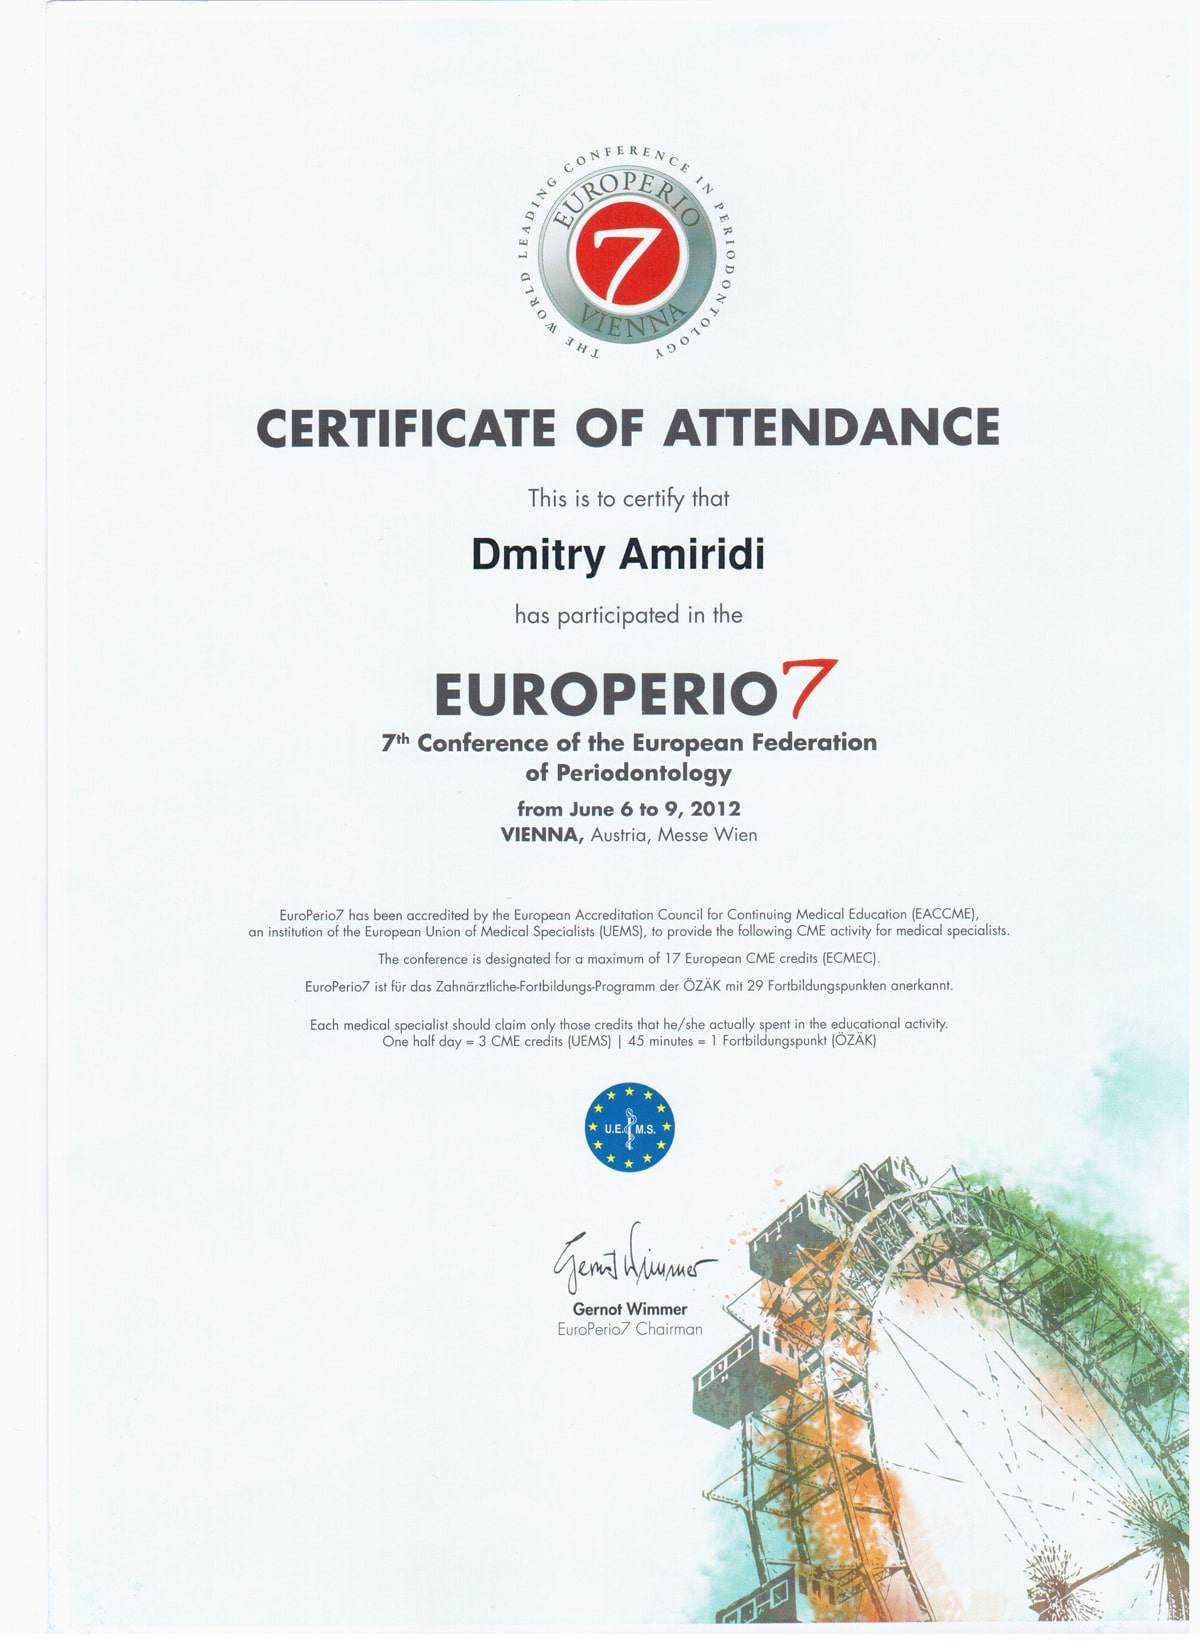 THE WORLD LEADING CONFERENCE IN PERIODONTOLOGY
EUROPERIO
7
VIENNA
CERTIFICATE OF ATTENDANCE
This is to certify that
Dmitry Amiridi
has participated in the
EUROPERIO7
7th Conference of the European Federation
of Periodontology
from June 6 to 9, 2012
VIENNA, Austria, Messe Wien
EuroPerio7 has been accredited by the European Accreditation Council for Continuing Medical Education (EACCME),
an institution of the European Union of Medical Specialists (UEMS), to provide the following CME activity for medical specialists.
The conference is designated for a maximum of 17 European CME credits (ECMEC).
EuroPerio7 ist für das Zahnärztliche-Fortbildungs-Programm der ÖZÄK mit 29 Fortbildungspunkten anerkannt.
Each medical specialist should claim only those credits that he/she actually spent in the educational activity.
One half day = 3 CME credits (UEMS) | 45 minutes = 1 Fortbildungspunkt (ÖZÄK)
U.E.M.S.
Gernot Wimmer
Gernot Wimmer
EuroPerio7 Chairman